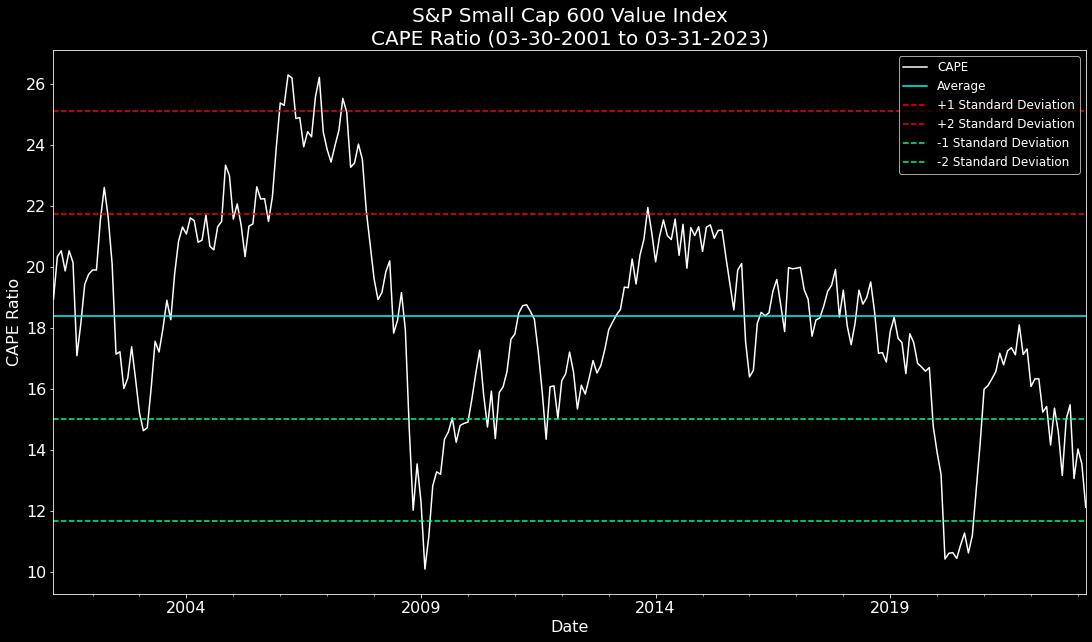 S&P Small Cap 600 Value Index
CAPE Ratio (03-30-2001 to 03-31-2023)
CAPE
Average
+1 Standard Deviation
+2 Standard Deviation
-1 Standard Deviation
-2 Standard Deviation
CAPE Ratio
26
24
22
20
18
16
14
12
10
2004
2009
2014
2019
Date